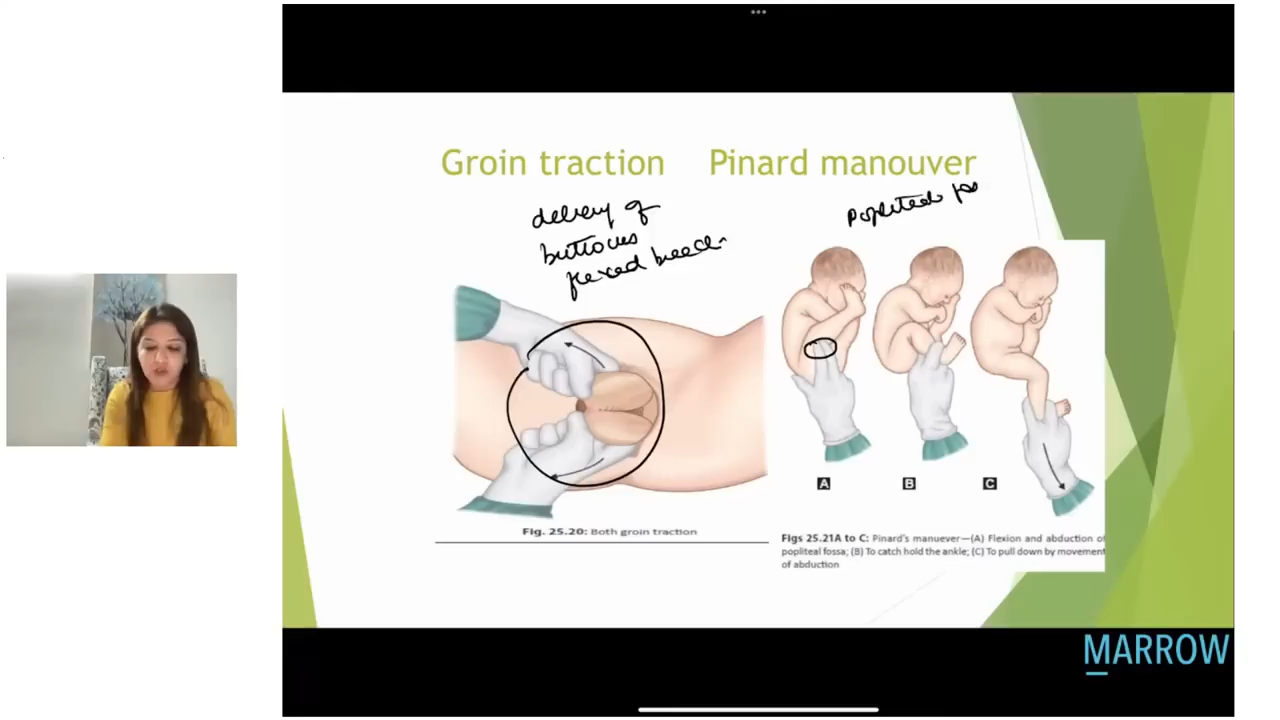 Groin traction Pinard manouver
delivery of
buttocks
flexed breech
Popliteal fos
A B C
Fig. 25.20: Both groin traction
Figs 25.21A to C: Pinard's manuever—(A) Flexion and abduction of
popliteal fossa; (B) To catch hold the ankle; (C) To pull down by movement
of abduction
MARROW